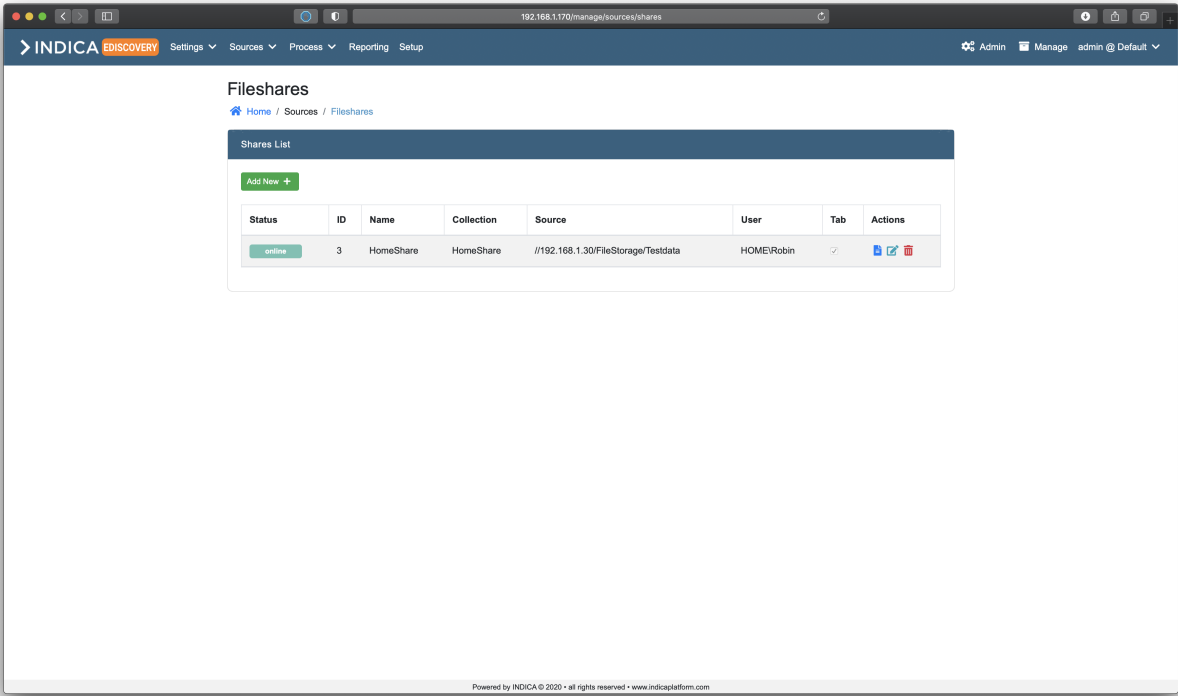 192.168.1.170/manage/sources/shares
INDICA EDISCOVERY Settings Sources Process Reporting Setup Admin Manage admin @ Default
Fileshares
Home / Sources / Fileshares
Shares List
Add New +
Status ID Name Collection Source User Tab Actions
online 3 HomeShare HomeShare //192.168.1.30/FileStorage/Testdata HOME\Robin
Powered by INDICA © 2020 • all rights reserved • www.indicaplatform.com